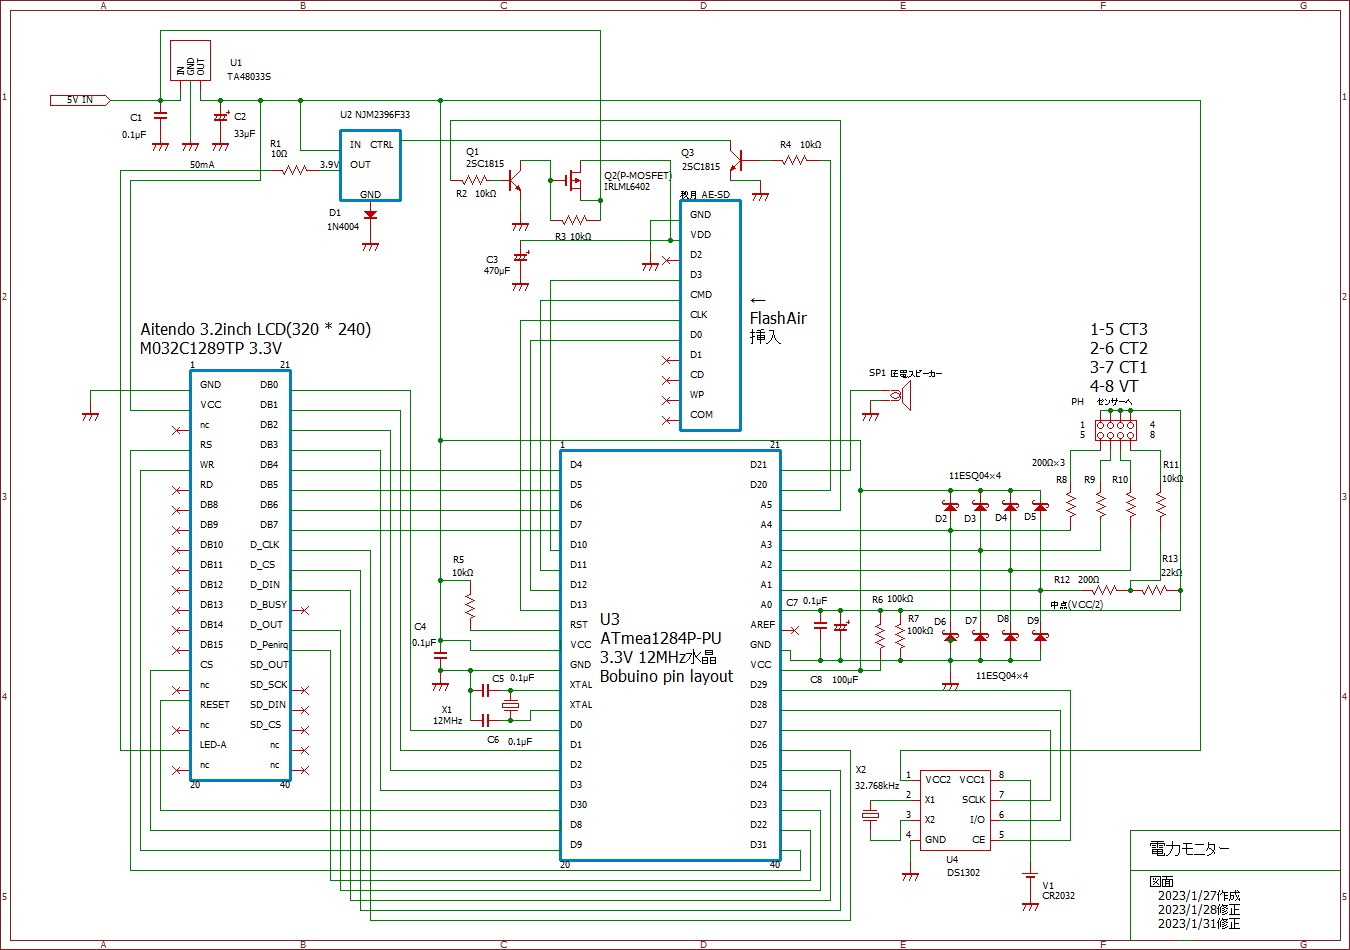 A B C D E F G
1
2
3
4
5
1
2
3
4
5
5V IN
IN
GND
OUT
U1
TA48033S
C1
0.1μF
C2
33μF
U2 NJM2396F33
IN CTRL
OUT
GND
R1
10Ω
50mA
3.9V
D1
1N4004
Q1
2SC1815
R2 10kΩ
Q2(P-MOSFET)
IRLML6402
R3 10kΩ
C3
470μF
Q3
2SC1815
R4 10kΩ
秋月 AE-SD
GND
VDD
D2
D3
CMD
CLK
D0
D1
CD
WP
COM
←
FlashAir
挿入
SP1 圧電スピーカー
Aitendo 3.2inch LCD(320 * 240)
M032C1289TP 3.3V
1 21
GND DB0
VCC DB1
nc DB2
RS DB3
WR DB4
RD DB5
DB8 DB6
DB9 DB7
DB10 D_CLK
DB11 D_CS
DB12 D_DIN
DB13 D_BUSY
DB14 D_OUT
DB15 D_Penirq
CS SD_OUT
nc SD_SCK
RESET SD_DIN
nc SD_CS
LED-A nc
nc nc
20 40
R5
10kΩ
C4
0.1μF
C5 0.1μF
X1
12MHz
C6 0.1μF
1 21
D4 D21
D5 D20
D6 A5
D7 A4
D10 A3
D11 A2
D12 A1
D13 A0
RST AREF
VCC GND
GND VCC
XTAL D29
XTAL D28
D0 D27
D1 D26
D2 D25
D3 D24
D30 D23
D8 D22
D9 D31
20 40
U3
ATmea1284P-PU
3.3V 12MHz水晶
Bobuino pin layout
1-5 CT3
2-6 CT2
3-7 CT1
4-8 VT
PH センサーへ
1 4
5 8
200Ω×3
R8 R9 R10
R11
10kΩ
11ESQ04×4
D2 D3 D4 D5
R12 200Ω
R13
22kΩ
中点(VCC/2)
C7 0.1μF
R6 100kΩ
R7
100kΩ
C8 100μF
D6 D7 D8 D9
11ESQ04×4
X2
32.768kHz
1 VCC2 VCC1 8
2 X1 SCLK 7
3 X2 I/O 6
4 GND CE 5
U4
DS1302
V1
CR2032
電力モニター
図面
2023/1/27作成
2023/1/28修正
2023/1/31修正
A B C D E F G